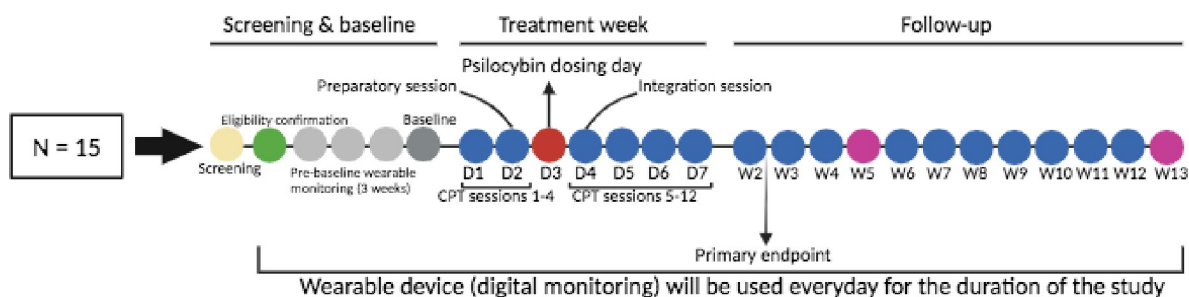 Screening & baseline
Treatment week
Follow-up
Psilocybin dosing day
Preparatory session
Integration session
N = 15
Eligibility confirmation
Baseline
Screening
Pre-baseline wearable
monitoring (3 weeks)
D1 D2 D3 D4 D5 D6 D7
W2 W3 W4 W5 W6 W7 W8 W9 W10 W11 W12 W13
CPT sessions 1-4
CPT sessions 5-12
Primary endpoint
Wearable device (digital monitoring) will be used everyday for the duration of the study